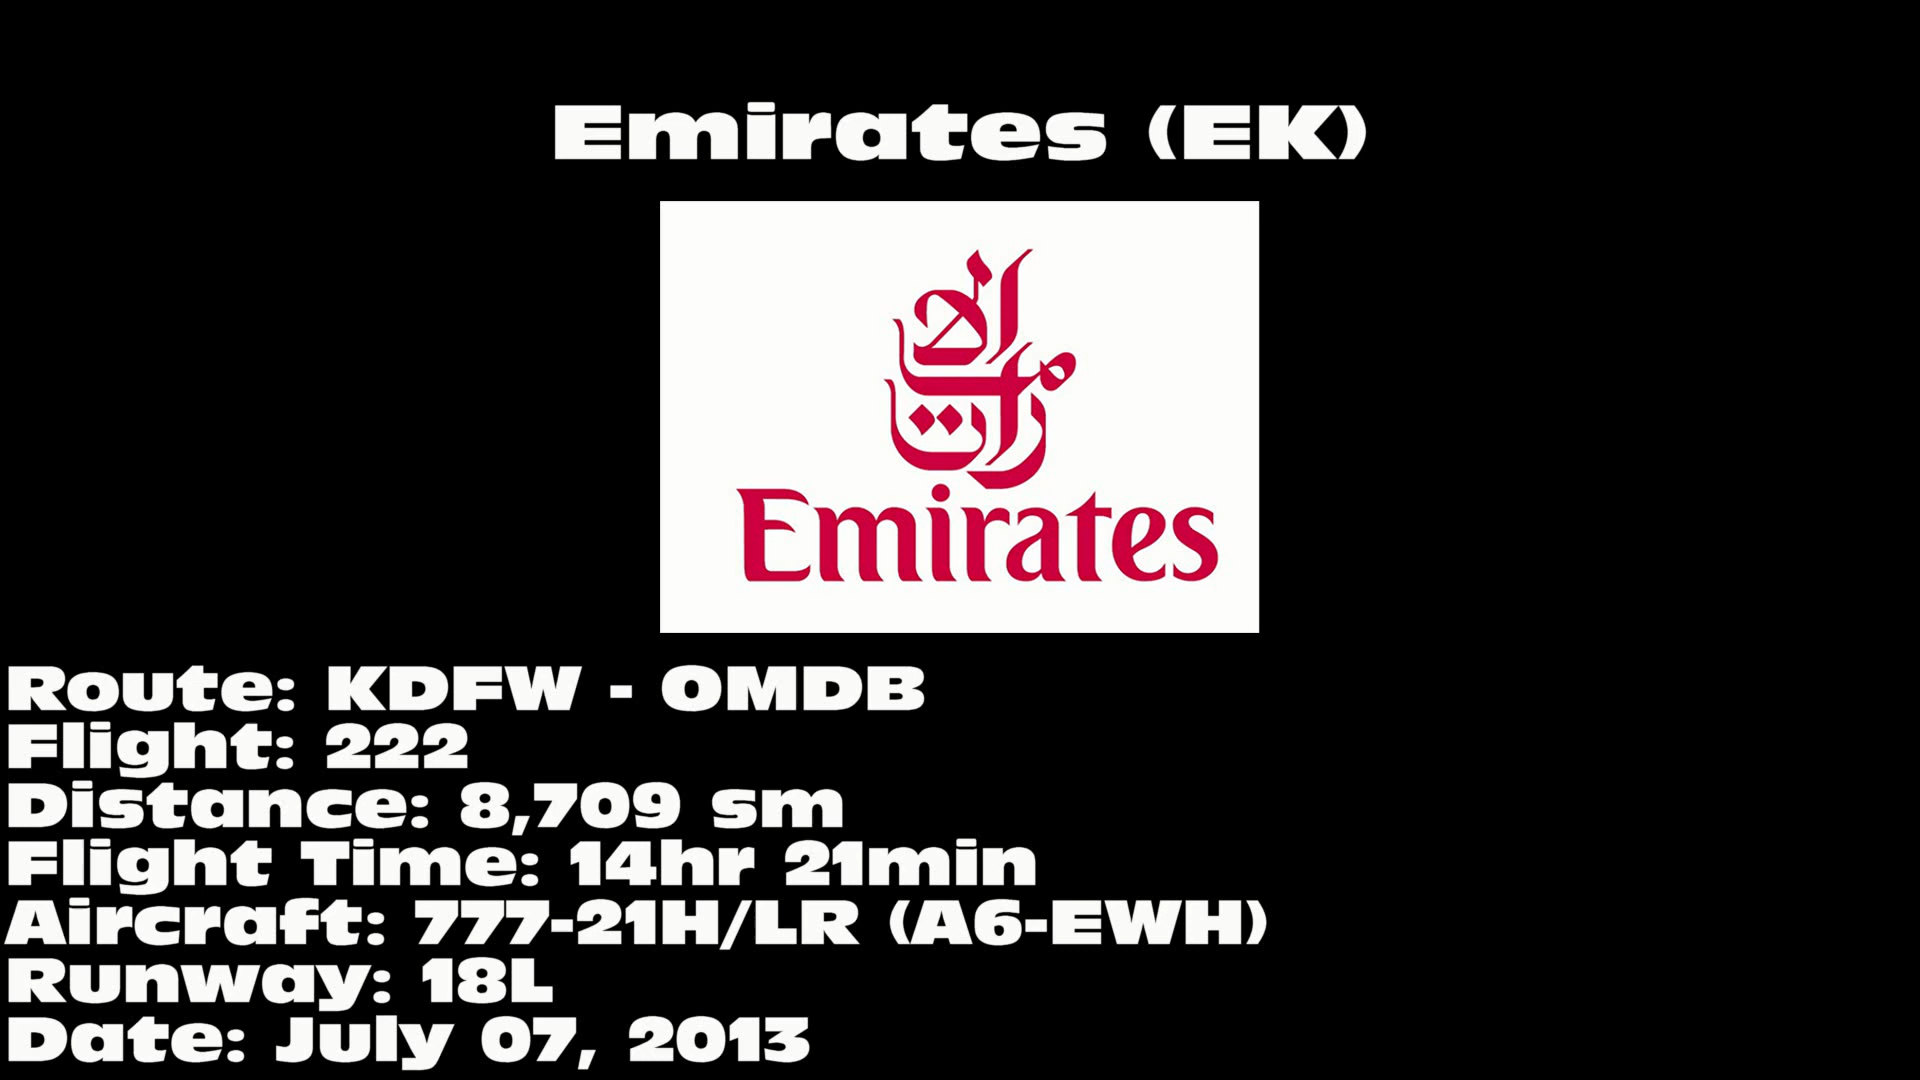 Emirates (EK)
الإمارات
Emirates
Route: KDFW - OMDB
Flight: 222
Distance: 8,709 sm
Flight Time: 14hr 21min
Aircraft: 777-21H/LR (A6-EWH)
Runway: 18L
Date: July 07, 2013